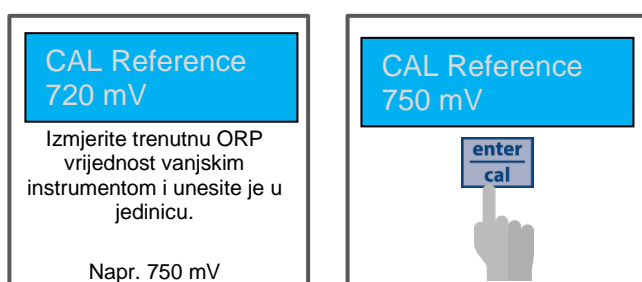 CAL Reference
720 mV
Izmjerite trenutnu ORP
vrijednost vanjskim
instrumentom i unesite je u
jedinicu.
Napr. 750 mV
CAL Reference
750 mV
enter
cal